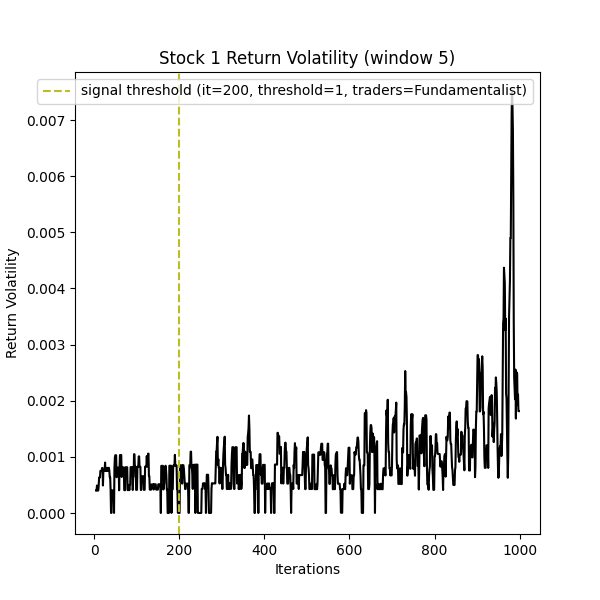 Stock 1 Return Volatility (window 5)
signal threshold (it=200, threshold=1, traders=Fundamentalist)
0.007
0.006
0.005
0.004
0.003
0.002
0.001
0.000
Return Volatility
0 200 400 600 800 1000
Iterations